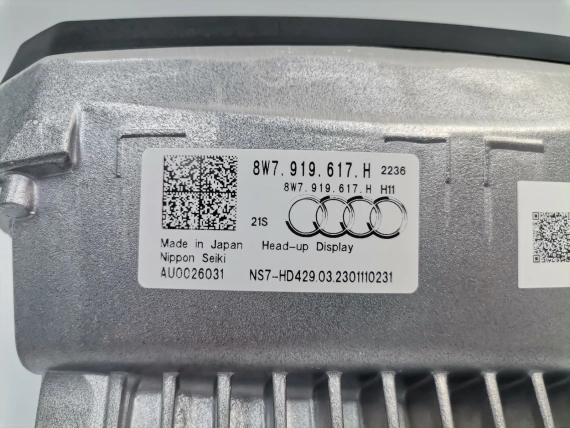 8W7.919.617.H 2236
8W7.919.617.H H11
21S
Made in Japan Head-up Display
Nippon Seiki
AU0026031 NS7-HD429.03.2301110231